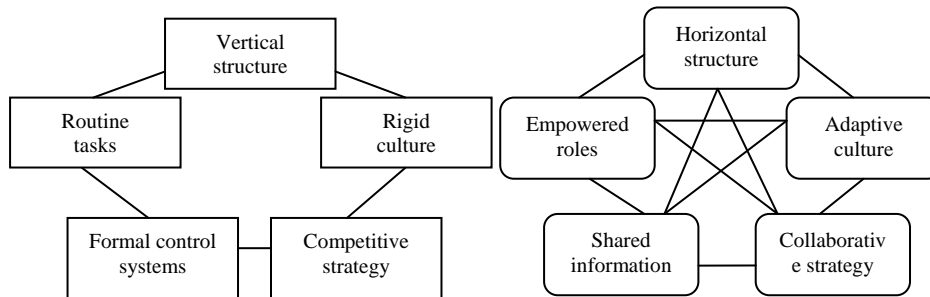 Vertical
structure
Routine
tasks
Rigid
culture
Formal control
systems
Competitive
strategy
Horizontal
structure
Empowered
roles
Adaptive
culture
Shared
information
Collaborativ
e strategy